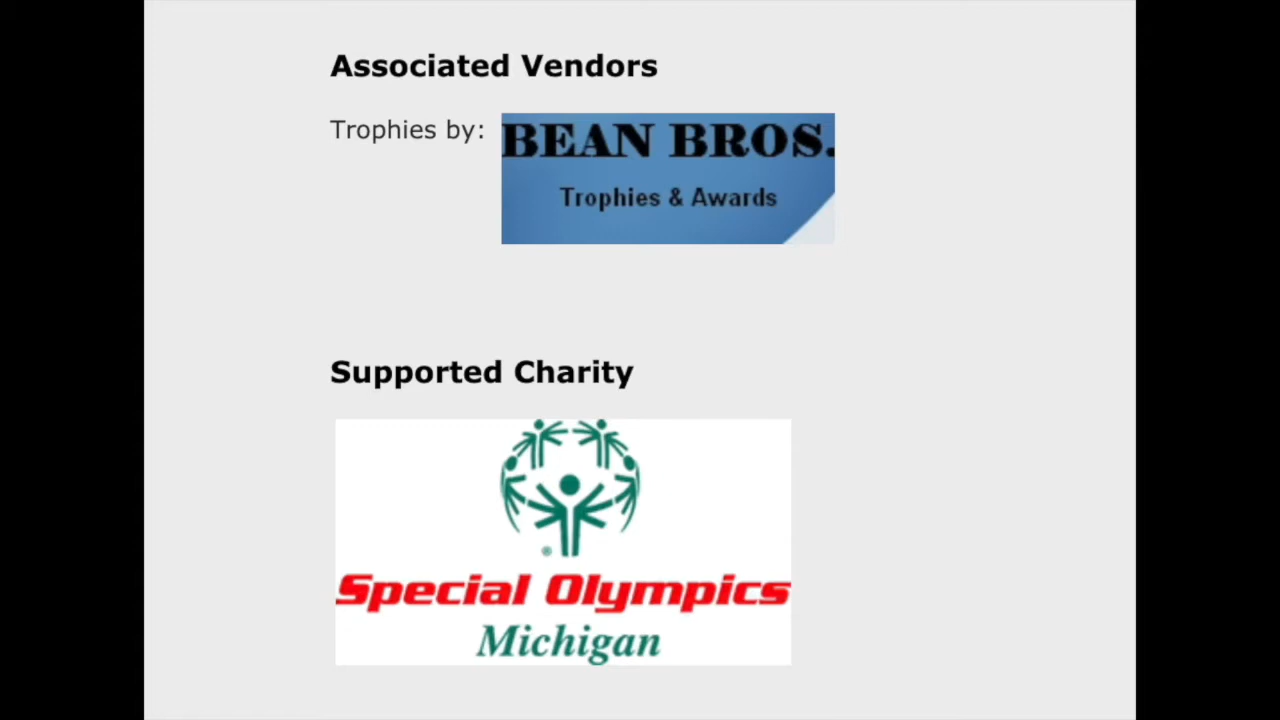 Associated Vendors
Trophies by:
BEAN BROS.
Trophies & Awards
Supported Charity
®
Special Olympics
Michigan